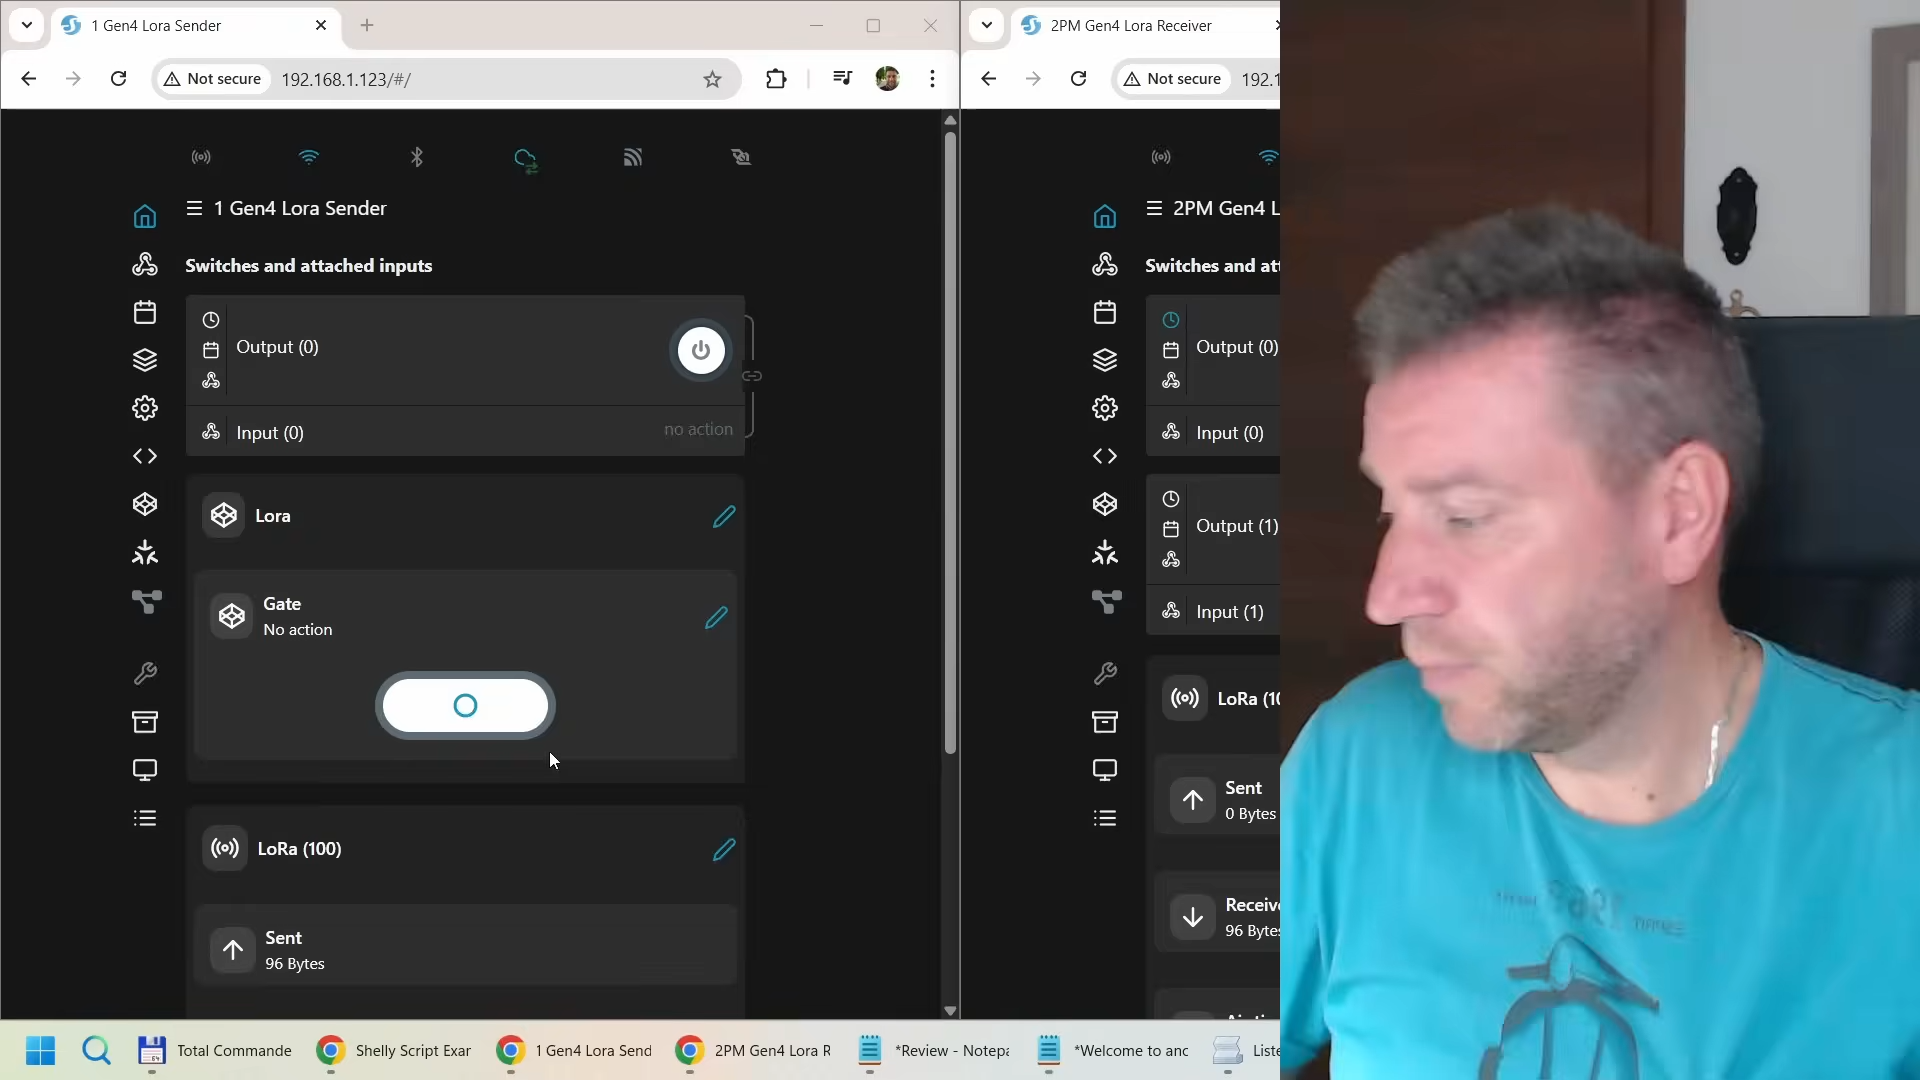 1 Gen4 Lora Sender
2PM Gen4 Lora Receiver
Not secure
192.168.1.123/#/
Not secure
192.1
1 Gen4 Lora Sender
2PM Gen4 L
Switches and attached inputs
Switches and att
Output (0)
Output (0)
Input (0)
no action
Input (0)
Lora
Output (1)
Gate
No action
Input (1)
LoRa (10
Sent
0 Bytes
LoRa (100)
Receive
96 Bytes
Sent
96 Bytes
Total Commande
Shelly Script Exar
1 Gen4 Lora Send
2PM Gen4 Lora R
*Review - Notepa
*Welcome to anc
Liste